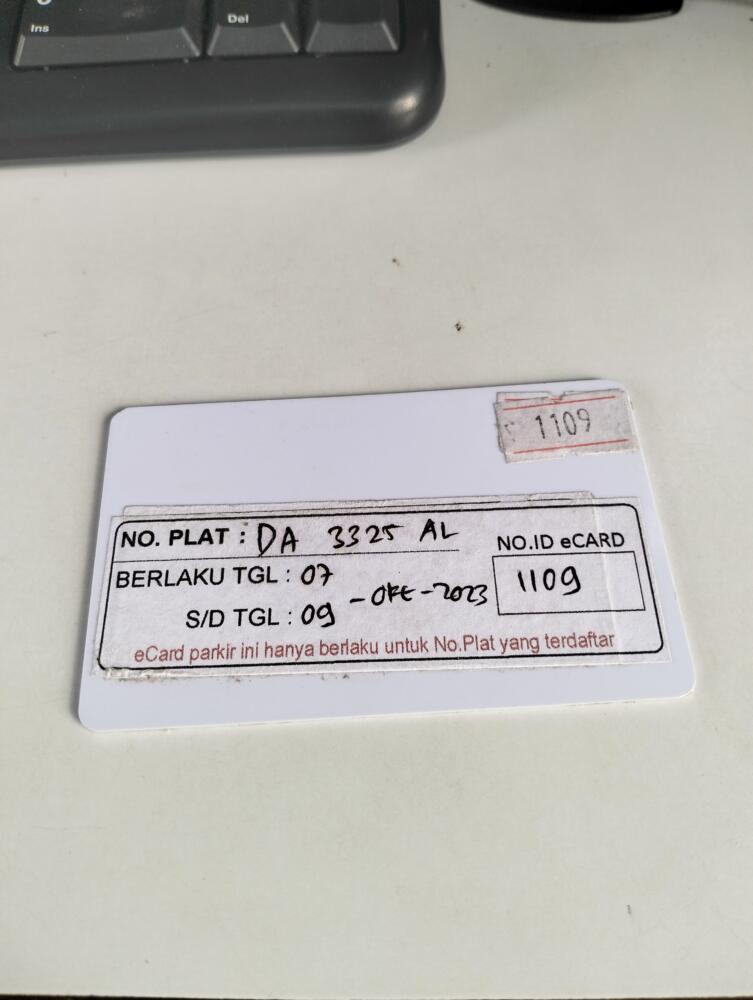 Ins
Del
1109
NO. PLAT : DA 3325 AL
NO.ID eCARD
BERLAKU TGL : 07
1109
S/D TGL : 09
- OKT - 2023
eCard parkir ini hanya berlaku untuk No.Plat yang terdaftar